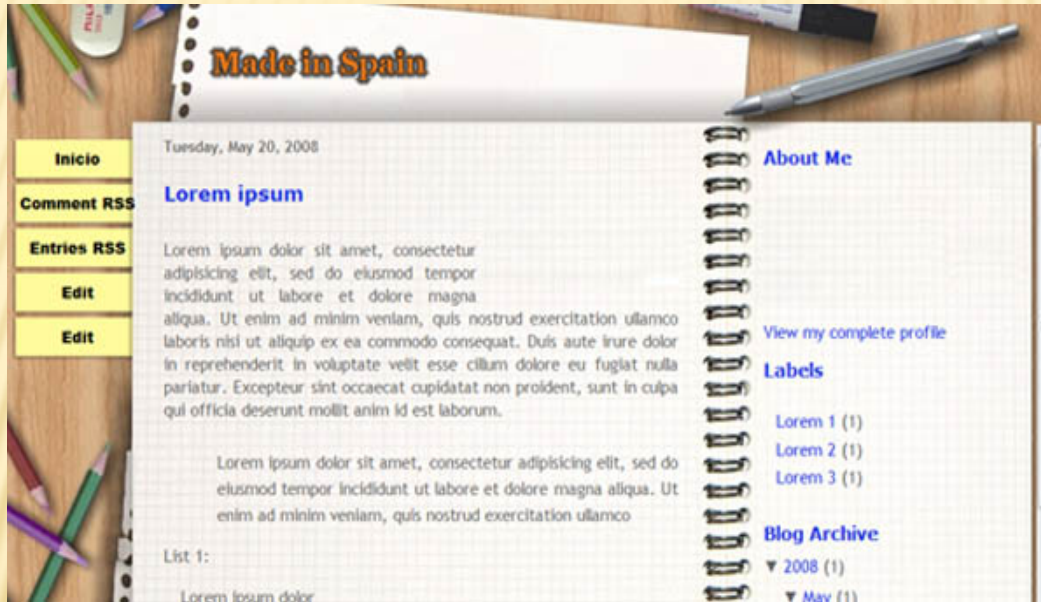 Made in Spain
Inicio
Comment RSS
Entries RSS
Edit
Edit
Tuesday, May 20, 2008
Lorem ipsum
Lorem ipsum dolor sit amet, consectetur
adipisicing elit, sed do eiusmod tempor
incididunt ut labore et dolore magna
aliqua. Ut enim ad minim veniam, quis nostrud exercitation ullamco
laboris nisi ut aliquip ex ea commodo consequat. Duis aute irure dolor
in reprehenderit in voluptate velit esse cillum dolore eu fugiat nulla
pariatur. Excepteur sint occaecat cupidatat non proident, sunt in culpa
qui officia deserunt mollit anim id est laborum.
Lorem ipsum dolor sit amet, consectetur adipisicing elit, sed do
eiusmod tempor incididunt ut labore et dolore magna aliqua. Ut
enim ad minim veniam, quis nostrud exercitation ullamco
List 1:
Lorem ipsum dolor
About Me
View my complete profile
Labels
Lorem 1 (1)
Lorem 2 (1)
Lorem 3 (1)
Blog Archive
▼ 2008 (1)
▼ May (1)